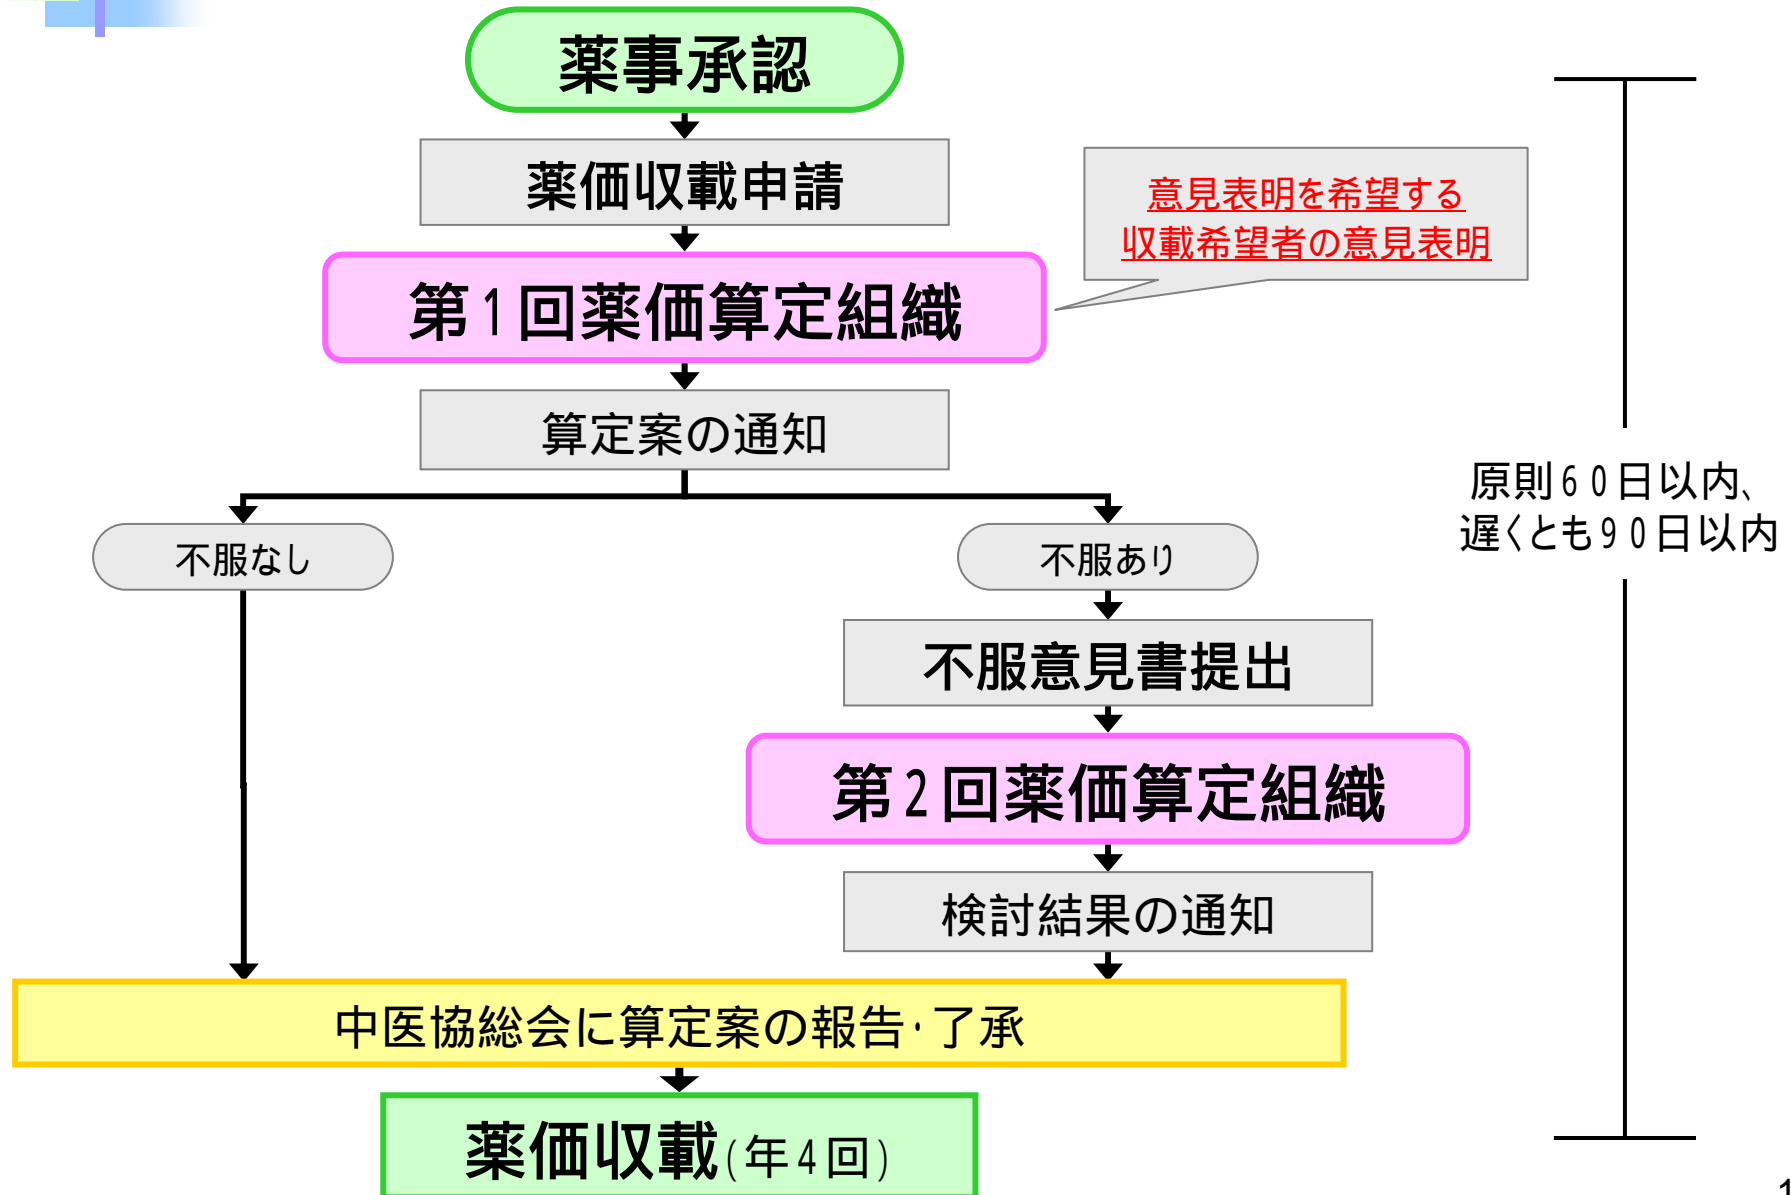 薬事承認
薬価収載申請
意見表明を希望する
収載希望者の意見表明
第1回薬価算定組織
算定案の通知
原則60日以内、
遅くとも90日以内
不服なし
不服あり
不服意見書提出
第2回薬価算定組織
検討結果の通知
中医協総会に算定案の報告・了承
薬価収載(年4回)